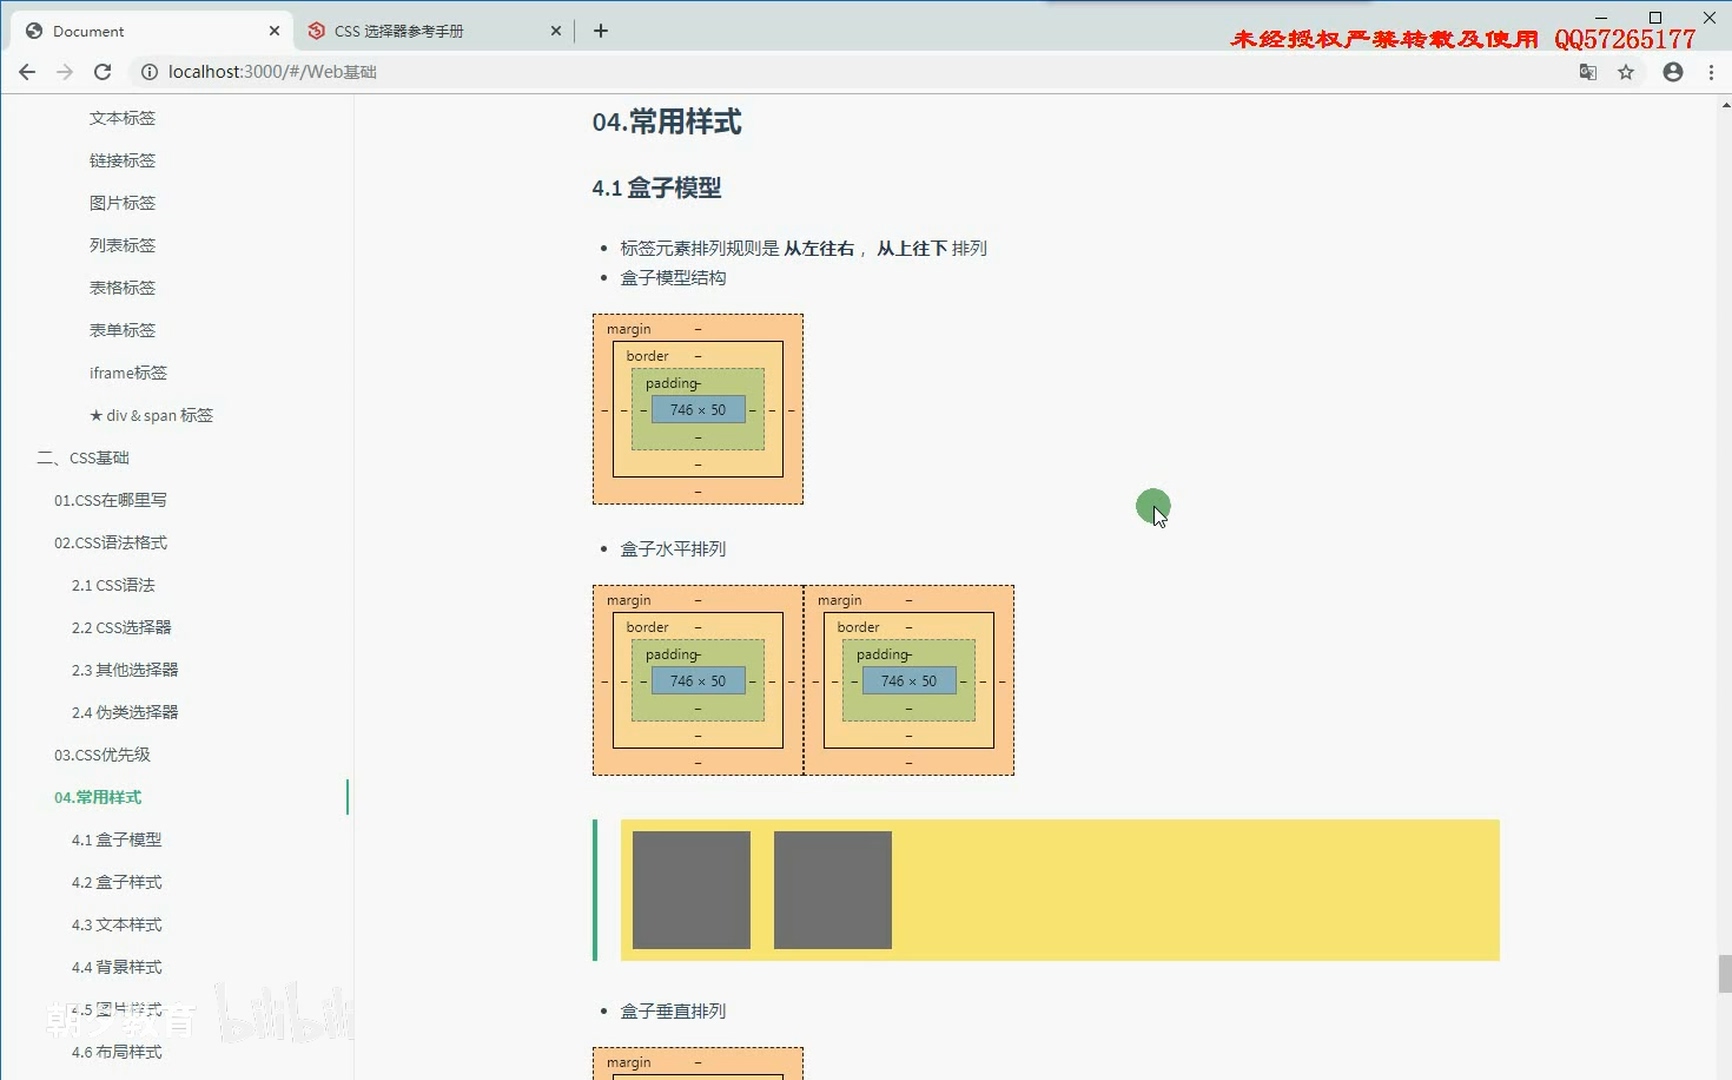 Document
CSS 选择器参考手册
未经授权严禁转载及使用 QQ57265177
localhost:3000/#/Web基础
文本标签
链接标签
图片标签
列表标签
表格标签
表单标签
iframe标签
★ div & span 标签
二、CSS基础
01.CSS在哪里写
02.CSS语法格式
2.1 CSS语法
2.2 CSS选择器
2.3 其他选择器
2.4 伪类选择器
03.CSS优先级
04.常用样式
4.1 盒子模型
4.2 盒子样式
4.3 文本样式
4.4 背景样式
4.5 图片样式
4.6 布局样式
朝夕教育 bilibili
04.常用样式
4.1 盒子模型
• 标签元素排列规则是 从左往右 ，从上往下 排列
• 盒子模型结构
margin –
border –
padding–
– – – 746 × 50 – – –
–
–
–
• 盒子水平排列
margin – margin –
border – border –
padding– padding–
– – – 746 × 50 – – – – – – 746 × 50 – – –
– –
– –
– –
• 盒子垂直排列
margin –